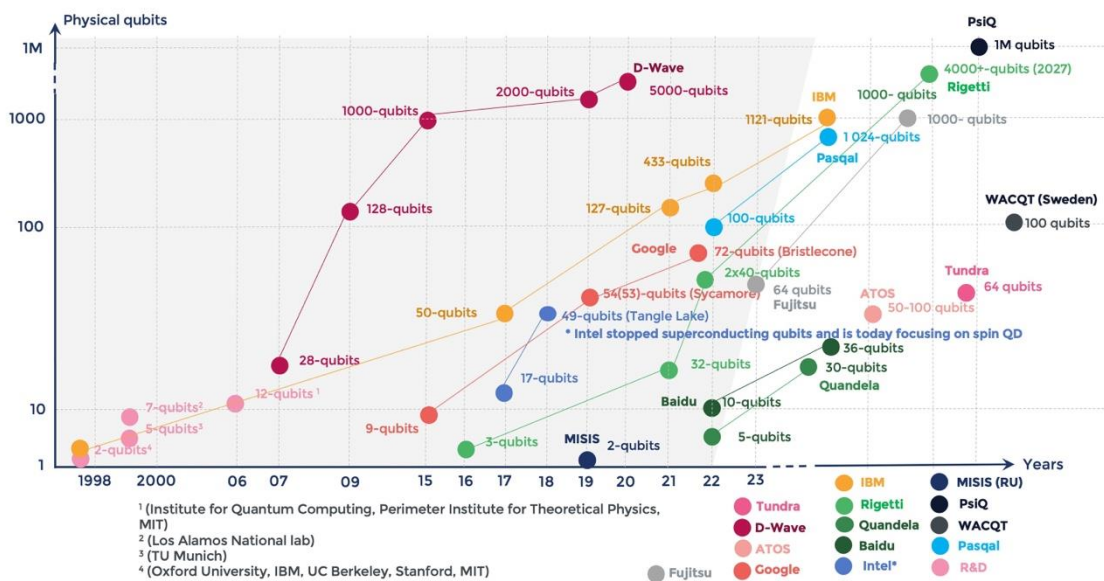 Physical qubits
PsiQ
1M
1M qubits
D-Wave
4000+-qubits (2027)
2000-qubits
5000-qubits
Rigetti
1000-qubits
IBM
1000- qubits
1000
1121-qubits
1000- qubits
1 024-qubits
Pasqal
433-qubits
128-qubits
127-qubits
WACQT (Sweden)
100
100-qubits
100 qubits
Google
72-qubits (Bristlecone)
2x40-qubits
Tundra
64 qubits
54(53)-qubits (Sycamore)
64 qubits
Fujitsu
ATOS
50-100 qubits
50-qubits
49-qubits (Tangle Lake)
* Intel stopped superconducting qubits and is today focusing on spin QD
28-qubits
36-qubits
32-qubits
30-qubits
17-qubits
Quandela
12-qubits ¹
7-qubits²
Baidu
10-qubits
10
5-qubits³
9-qubits
3-qubits
MISIS
2-qubits
5-qubits
2-qubits⁴
1
1998
2000
06
07
09
15
16
17
18
19
20
21
22
23
Years
¹ (Institute for Quantum Computing, Perimeter Institute for Theoretical Physics,
MIT)
² (Los Alamos National lab)
³ (TU Munich)
⁴ (Oxford University, IBM, UC Berkeley, Stanford, MIT)
Fujitsu
Tundra
D-Wave
ATOS
Google
IBM
Rigetti
Quandela
Baidu
Intel*
MISIS (RU)
PsiQ
WACQT
Pasqal
R&D